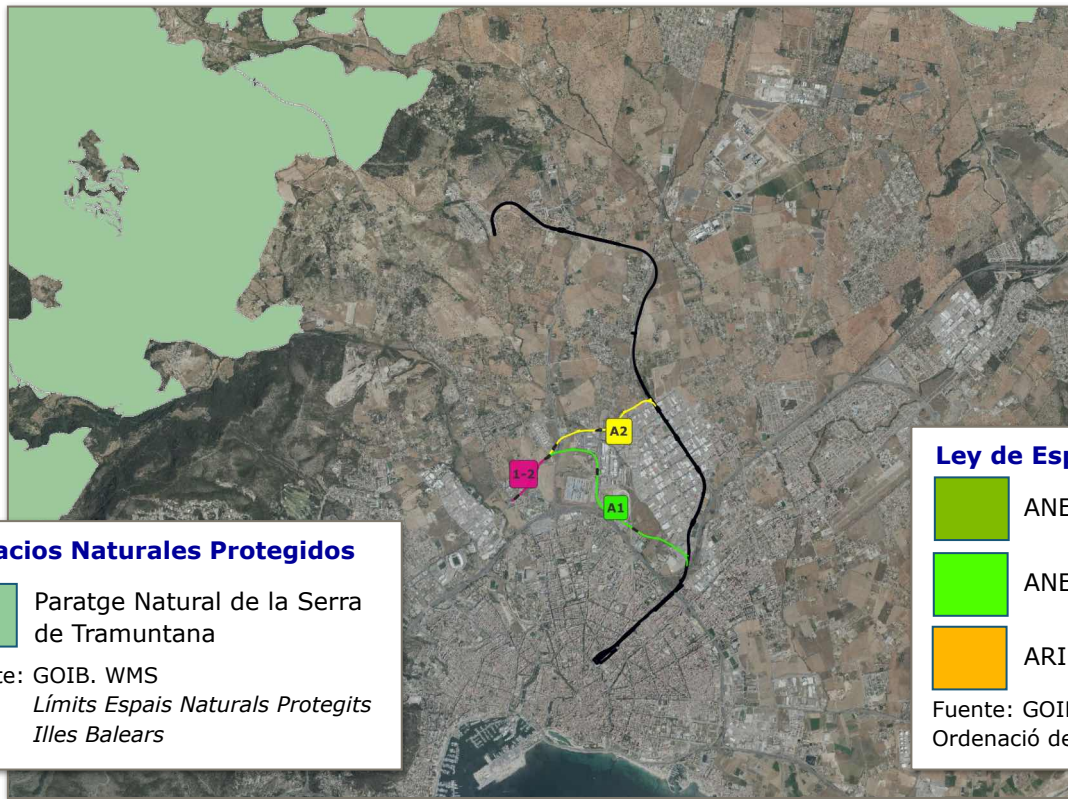 A2
1-2
A1
acios Naturales Protegidos
Paratge Natural de la Serra
de Tramuntana
te: GOIB. WMS
Límits Espais Naturals Protegits
Illes Balears
Ley de Esp
ANE
ANE
ARI
Fuente: GOI
Ordenació de